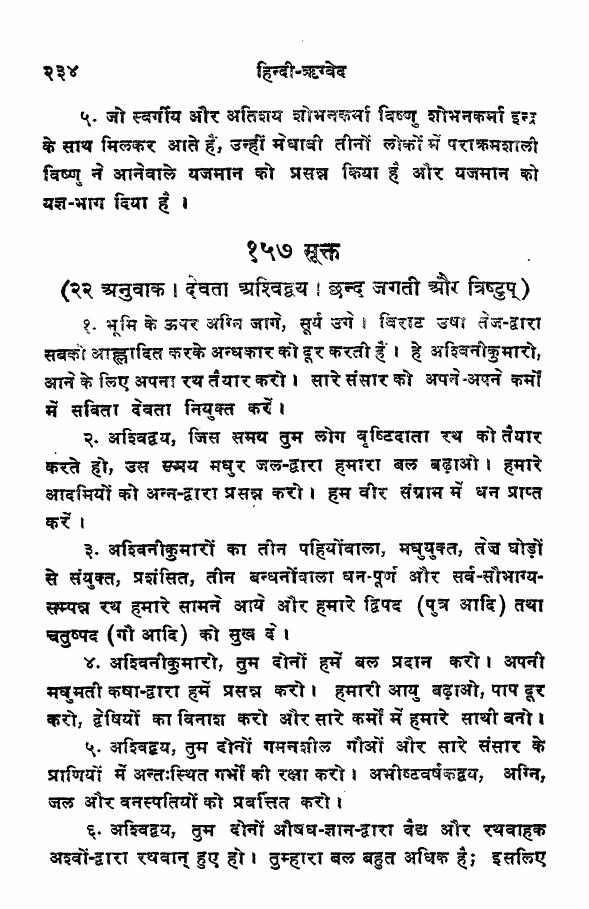 २३४ हिन्दी-ऋग्वेद
५. जो स्वर्गीय और अतिशय शोभनकर्मा विष्णु शोभनकर्मा इन्द्र
के साथ मिलकर आते हैं, उन्हीं मेधावी तीनों लोकों में पराक्रमशाली
विष्णु ने आनेवाले यजमान को प्रसन्न किया है और यजमान को
यज्ञ-भाग दिया है ।
१५७ सूक्त
(२२ अनुवाक । देवता अश्विद्वय । छन्द जगती और त्रिष्टुप्)
१. भूमि के ऊपर अग्नि जागे, सूर्य उगे । विराट उषा तेज-द्वारा
सबको आह्लादित करके अन्धकार को दूर करती हैं । हे अश्विनीकुमारो,
आने के लिए अपना रथ तैयार करो । सारे संसार को अपने-अपने कर्मों
में सविता देवता नियुक्त करें ।
२. अश्विद्वय, जिस समय तुम लोग वृष्टिदाता रथ को तैयार
करते हो, उस समय मधुर जल-द्वारा हमारा बल बढ़ाओ । हमारे
आदमियों को अन्न-द्वारा प्रसन्न करो । हम वीर संग्राम में धन प्राप्त
करें ।
३. अश्विनीकुमारों का तीन पहियोंवाला, मधुयुक्त, तेज घोड़ों
से संयुक्त, प्रशंसित, तीन बन्धनोंवाला धन-पूर्ण और सर्व-सौभाग्य-
सम्पन्न रथ हमारे सामने आये और हमारे द्विपद (पुत्र आदि) तथा
चतुष्पद (गौ आदि) को सुख दे ।
४. अश्विनीकुमारो, तुम दोनों हमें बल प्रदान करो । अपनी
मधुमती कषा-द्वारा हमें प्रसन्न करो । हमारी आयु बढ़ाओ, पाप दूर
करो, द्वेषियों का विनाश करो और सारे कर्मों में हमारे साथी बनो ।
५. अश्विद्वय, तुम दोनों गमनशील गौओं और सारे संसार के
प्राणियों में अन्तःस्थित गर्भों की रक्षा करो । अभीष्टवर्षकद्वय, अग्नि,
जल और वनस्पतियों को प्रवर्त्तित करो ।
६. अश्विद्वय, तुम दोनों औषध-ज्ञान-द्वारा वैद्य और रथवाहक
अश्वों-द्वारा रथवान् हुए हो । तुम्हारा बल बहुत अधिक है; इसलिए